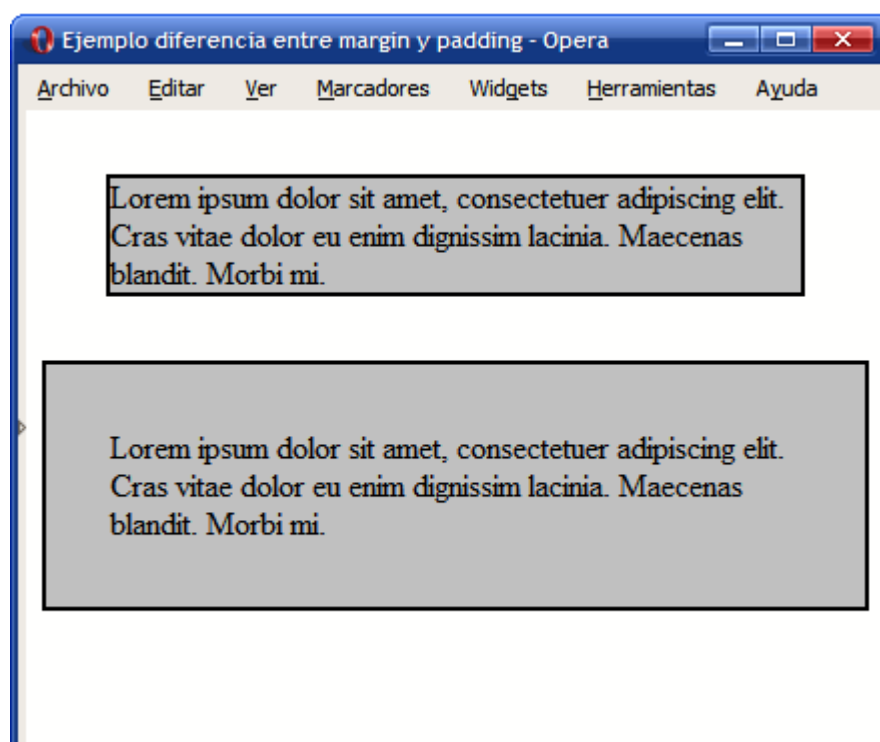 Ejemplo diferencia entre margin y padding - Opera
Archivo Editar Ver Marcadores Widgets Herramientas Ayuda
Lorem ipsum dolor sit amet, consectetuer adipiscing elit.
Cras vitae dolor eu enim dignissim lacinia. Maecenas
blandit. Morbi mi.
Lorem ipsum dolor sit amet, consectetuer adipiscing elit.
Cras vitae dolor eu enim dignissim lacinia. Maecenas
blandit. Morbi mi.